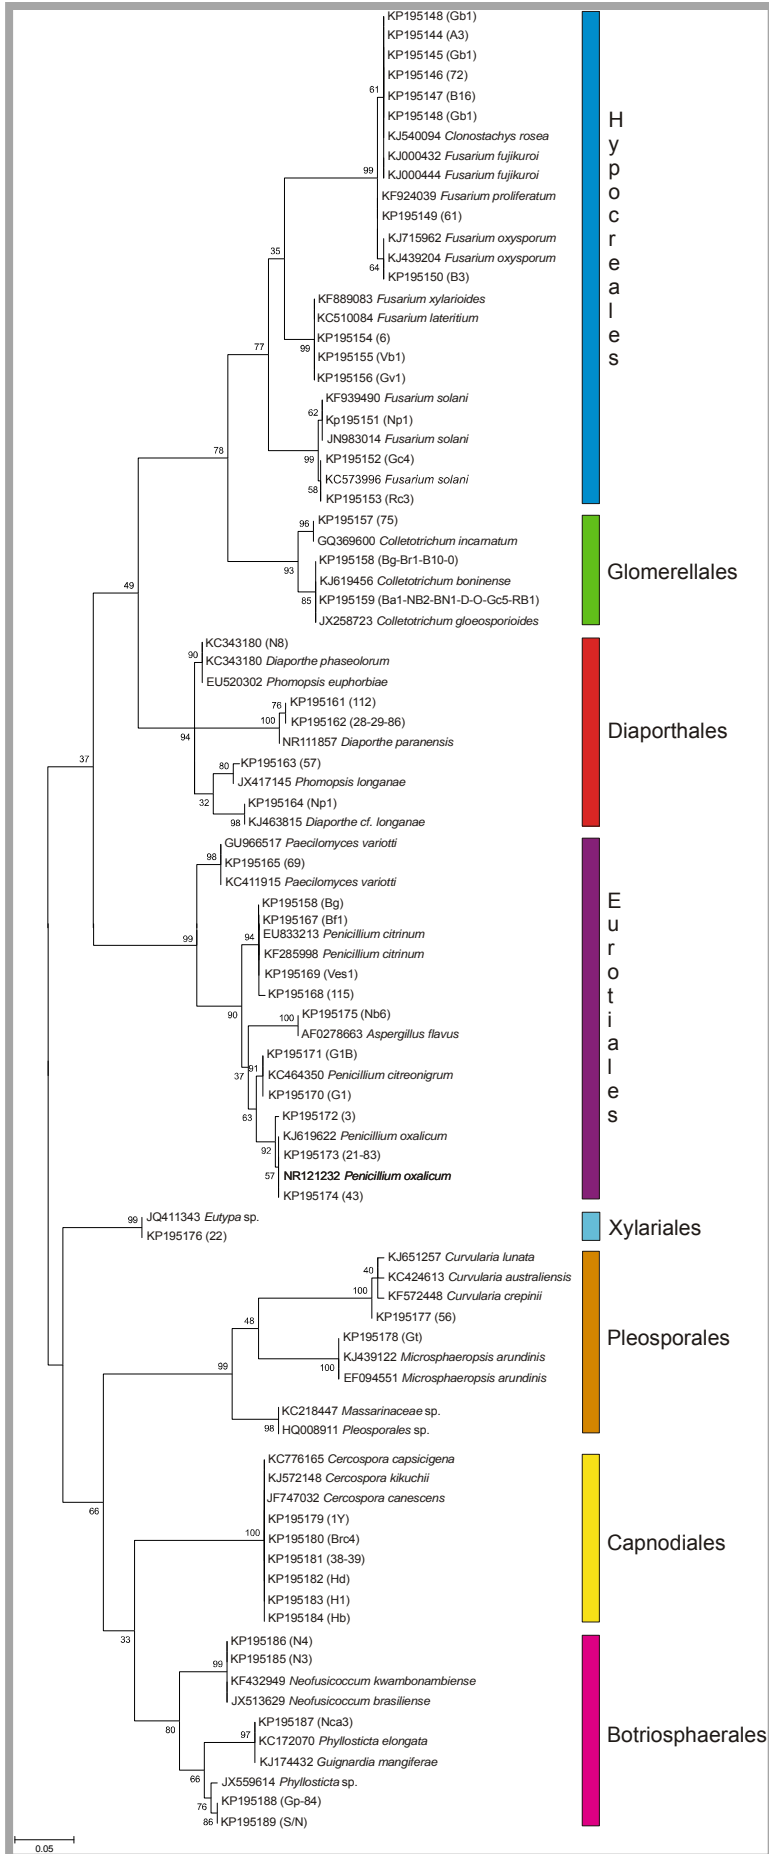 KP195148 (Gb1)
KP195144 (A3)
KP195145 (Gb1)
KP195146 (72)
61
KP195147 (B16)
KP195148 (Gb1)
KJ540094 Clonostachys rosea
KJ000432 Fusarium fujikuroi
99
KJ000444 Fusarium fujikuroi
KF924039 Fusarium proliferatum
KP195149 (61)
KJ715962 Fusarium oxysporum
35
KJ439204 Fusarium oxysporum
64
KP195150 (B3)
Hypocreales
KF889083 Fusarium xylarioides
KC510084 Fusarium lateritium
KP195154 (6)
99
77
KP195155 (Vb1)
KP195156 (Gv1)
KF939490 Fusarium solani
62
Kp195151 (Np1)
JN983014 Fusarium solani
78
99
KP195152 (Gc4)
KC573996 Fusarium solani
58
KP195153 (Rc3)
KP195157 (75)
96
GQ369600 Colletotrichum incarnatum
93
KP195158 (Bg-Br1-B10-0)
Glomerellales
KJ619456 Colletotrichum boninense
49
85
KP195159 (Ba1-NB2-BN1-D-O-Gc5-RB1)
JX258723 Colletotrichum gloeosporioides
KC343180 (N8)
90
KC343180 Diaporthe phaseolorum
EU520302 Phomopsis euphorbiae
76
KP195161 (112)
100
KP195162 (28-29-86)
Diaporthales
94
NR111857 Diaporthe paranensis
37
80
KP195163 (57)
JX417145 Phomopsis longanae
32
KP195164 (Np1)
98
KJ463815 Diaporthe cf. longanae
GU966517 Paecilomyces variotti
98
KP195165 (69)
KC411915 Paecilomyces variotti
KP195158 (Bg)
KP195167 (Bf1)
99
94
EU833213 Penicillium citrinum
KF285998 Penicillium citrinum
KP195169 (Ves1)
KP195168 (115)
90
Eurotiales
100
KP195175 (Nb6)
AF0278663 Aspergillus flavus
KP195171 (G1B)
91
37
KC464350 Penicillium citreonigrum
KP195170 (G1)
63
KP195172 (3)
KJ619622 Penicillium oxalicum
92
KP195173 (21-83)
57
NR121232 Penicillium oxalicum
KP195174 (43)
99
JQ411343 Eutypa sp.
KP195176 (22)
Xylariales
KJ651257 Curvularia lunata
40
KC424613 Curvularia australiensis
100
KF572448 Curvularia crepinii
KP195177 (56)
48
KP195178 (Gt)
Pleosporales
KJ439122 Microsphaeropsis arundinis
99
100
EF094551 Microsphaeropsis arundinis
KC218447 Massarinaceae sp.
98
HQ008911 Pleosporales sp.
KC776165 Cercospora capsicigena
KJ572148 Cercospora kikuchii
JF747032 Cercospora canescens
66
KP195179 (1Y)
100
KP195180 (Brc4)
Capnodiales
KP195181 (38-39)
KP195182 (Hd)
KP195183 (H1)
KP195184 (Hb)
33
KP195186 (N4)
99
KP195185 (N3)
KF432949 Neofusicoccum kwambonambiense
JX513629 Neofusicoccum brasiliense
80
KP195187 (Nca3)
97
KC172070 Phyllosticta elongata
Botriosphaerales
KJ174432 Guignardia mangiferae
66
JX559614 Phyllosticta sp.
76
KP195188 (Gp-84)
86
KP195189 (S/N)
0.05